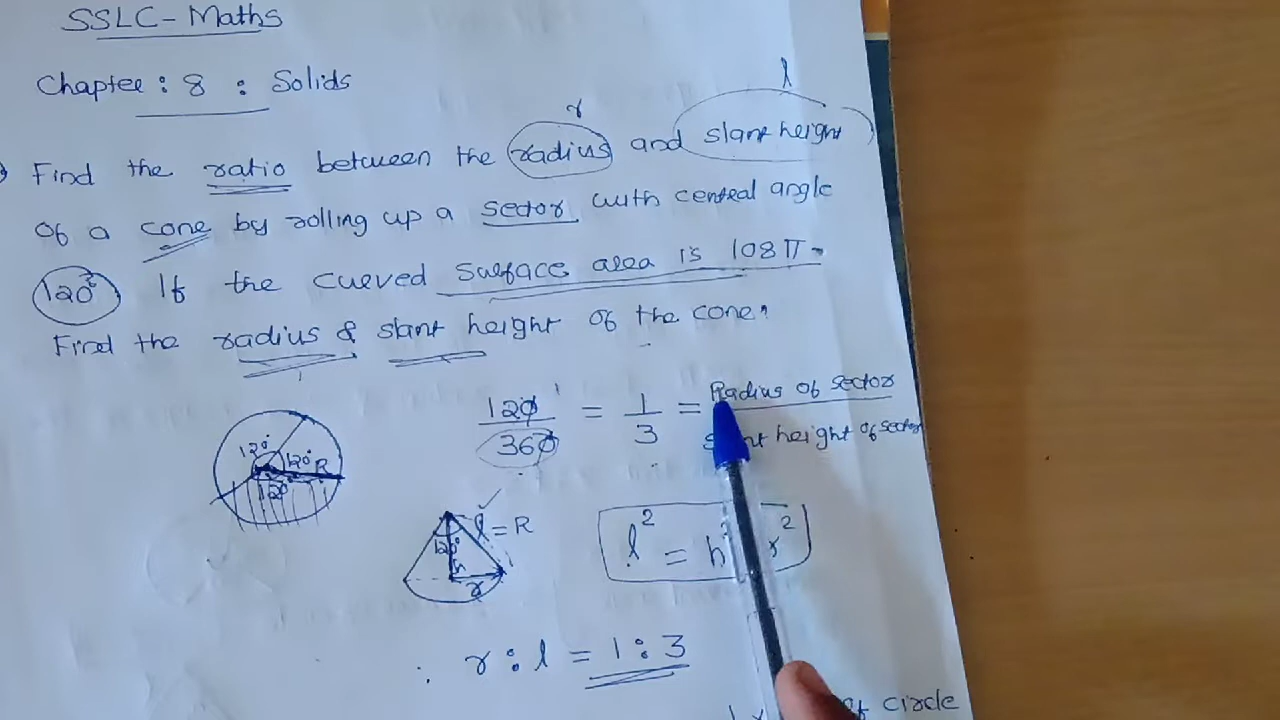 SSLC - Maths
Chapter : 8 : Solids
r l
Find the ratio between the radius and slant height
of a cone by rolling up a sector with central angle
120° If the curved surface area is 108π.
Find the radius & slant height of the cone.
120/360 = 1/3 = Radius of sector / height of sector
120° 120° R
120°
l = R
120° h
r
l² = h r²
∴ r : l = 1 : 3
of circle